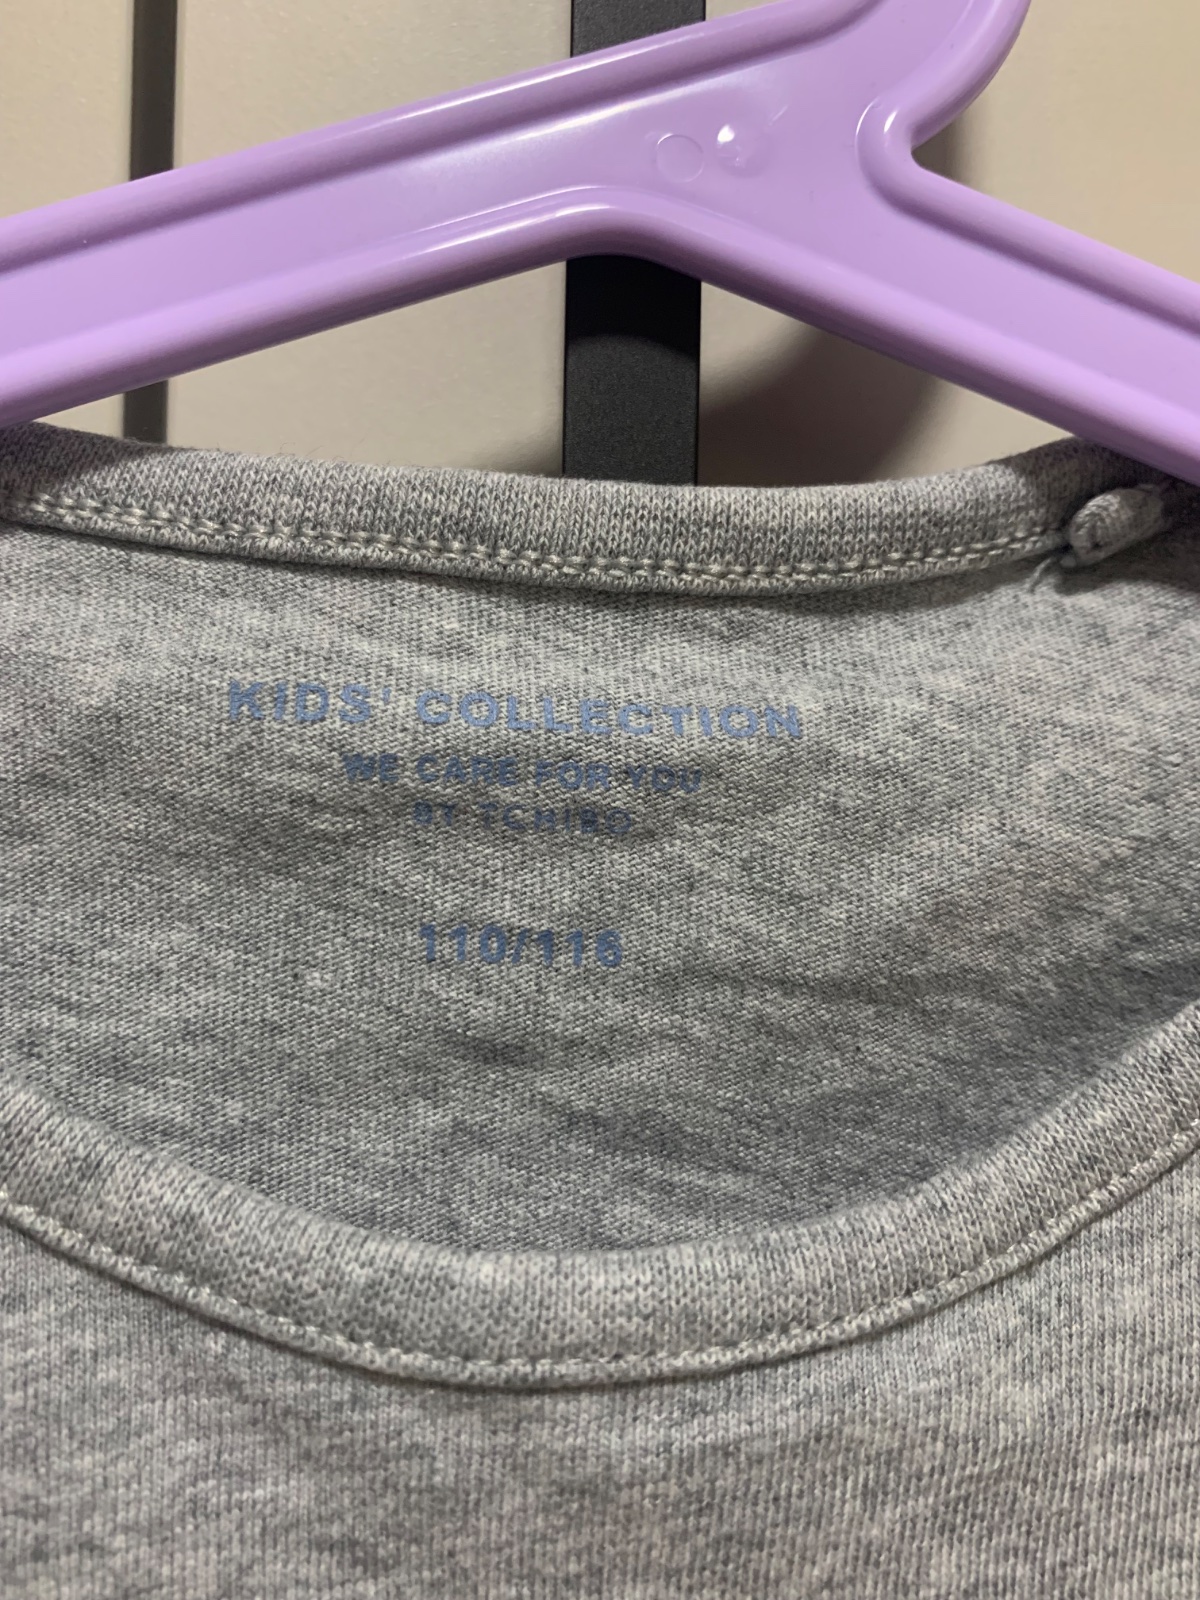 KIDS' COLLECTION
WE CARE FOR YOU
BY TCHIBO
110/116